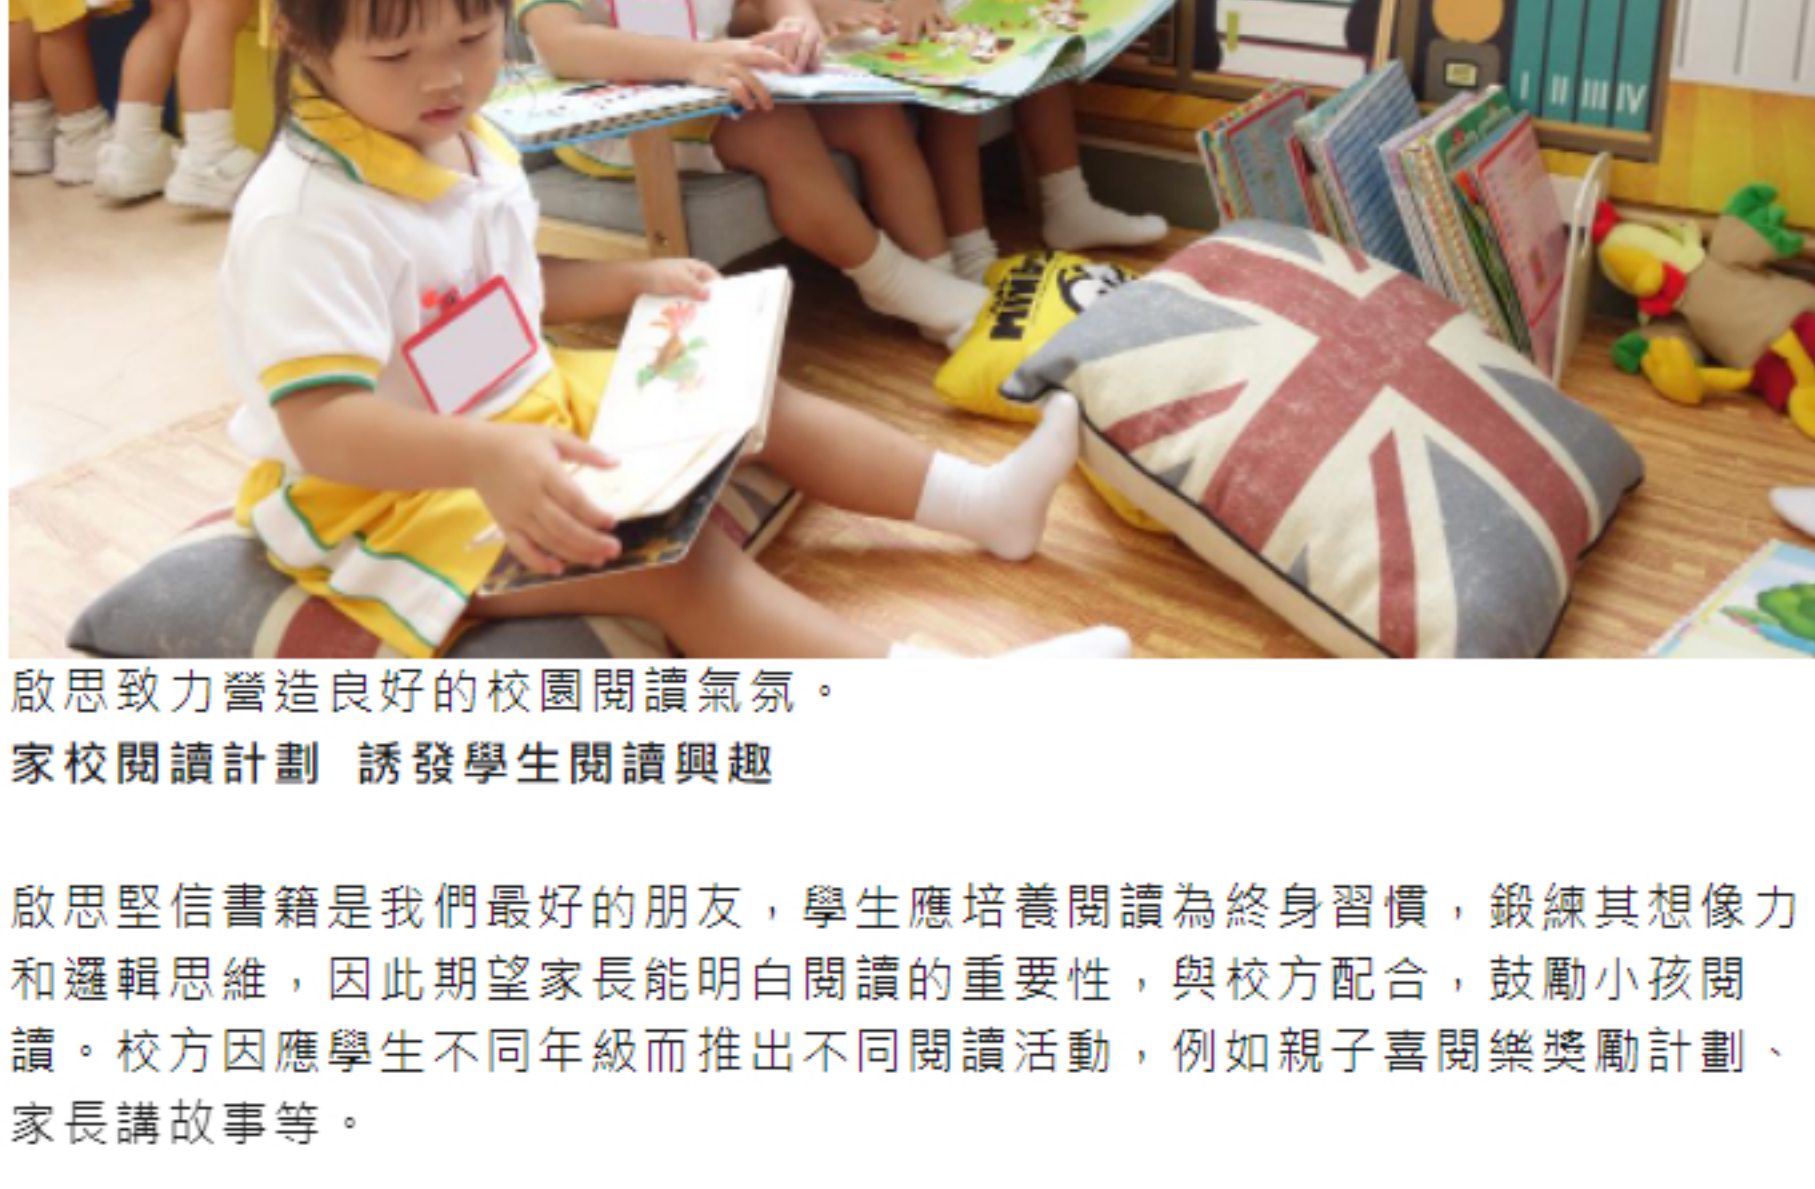 I II III IV
MINI
啟思致力營造良好的校園閱讀氣氛。
家校閱讀計劃 誘發學生閱讀興趣
啟思堅信書籍是我們最好的朋友，學生應培養閱讀為終身習慣，鍛練其想像力
和邏輯思維，因此期望家長能明白閱讀的重要性，與校方配合，鼓勵小孩閱
讀。校方因應學生不同年級而推出不同閱讀活動，例如親子喜閱樂獎勵計劃、
家長講故事等。